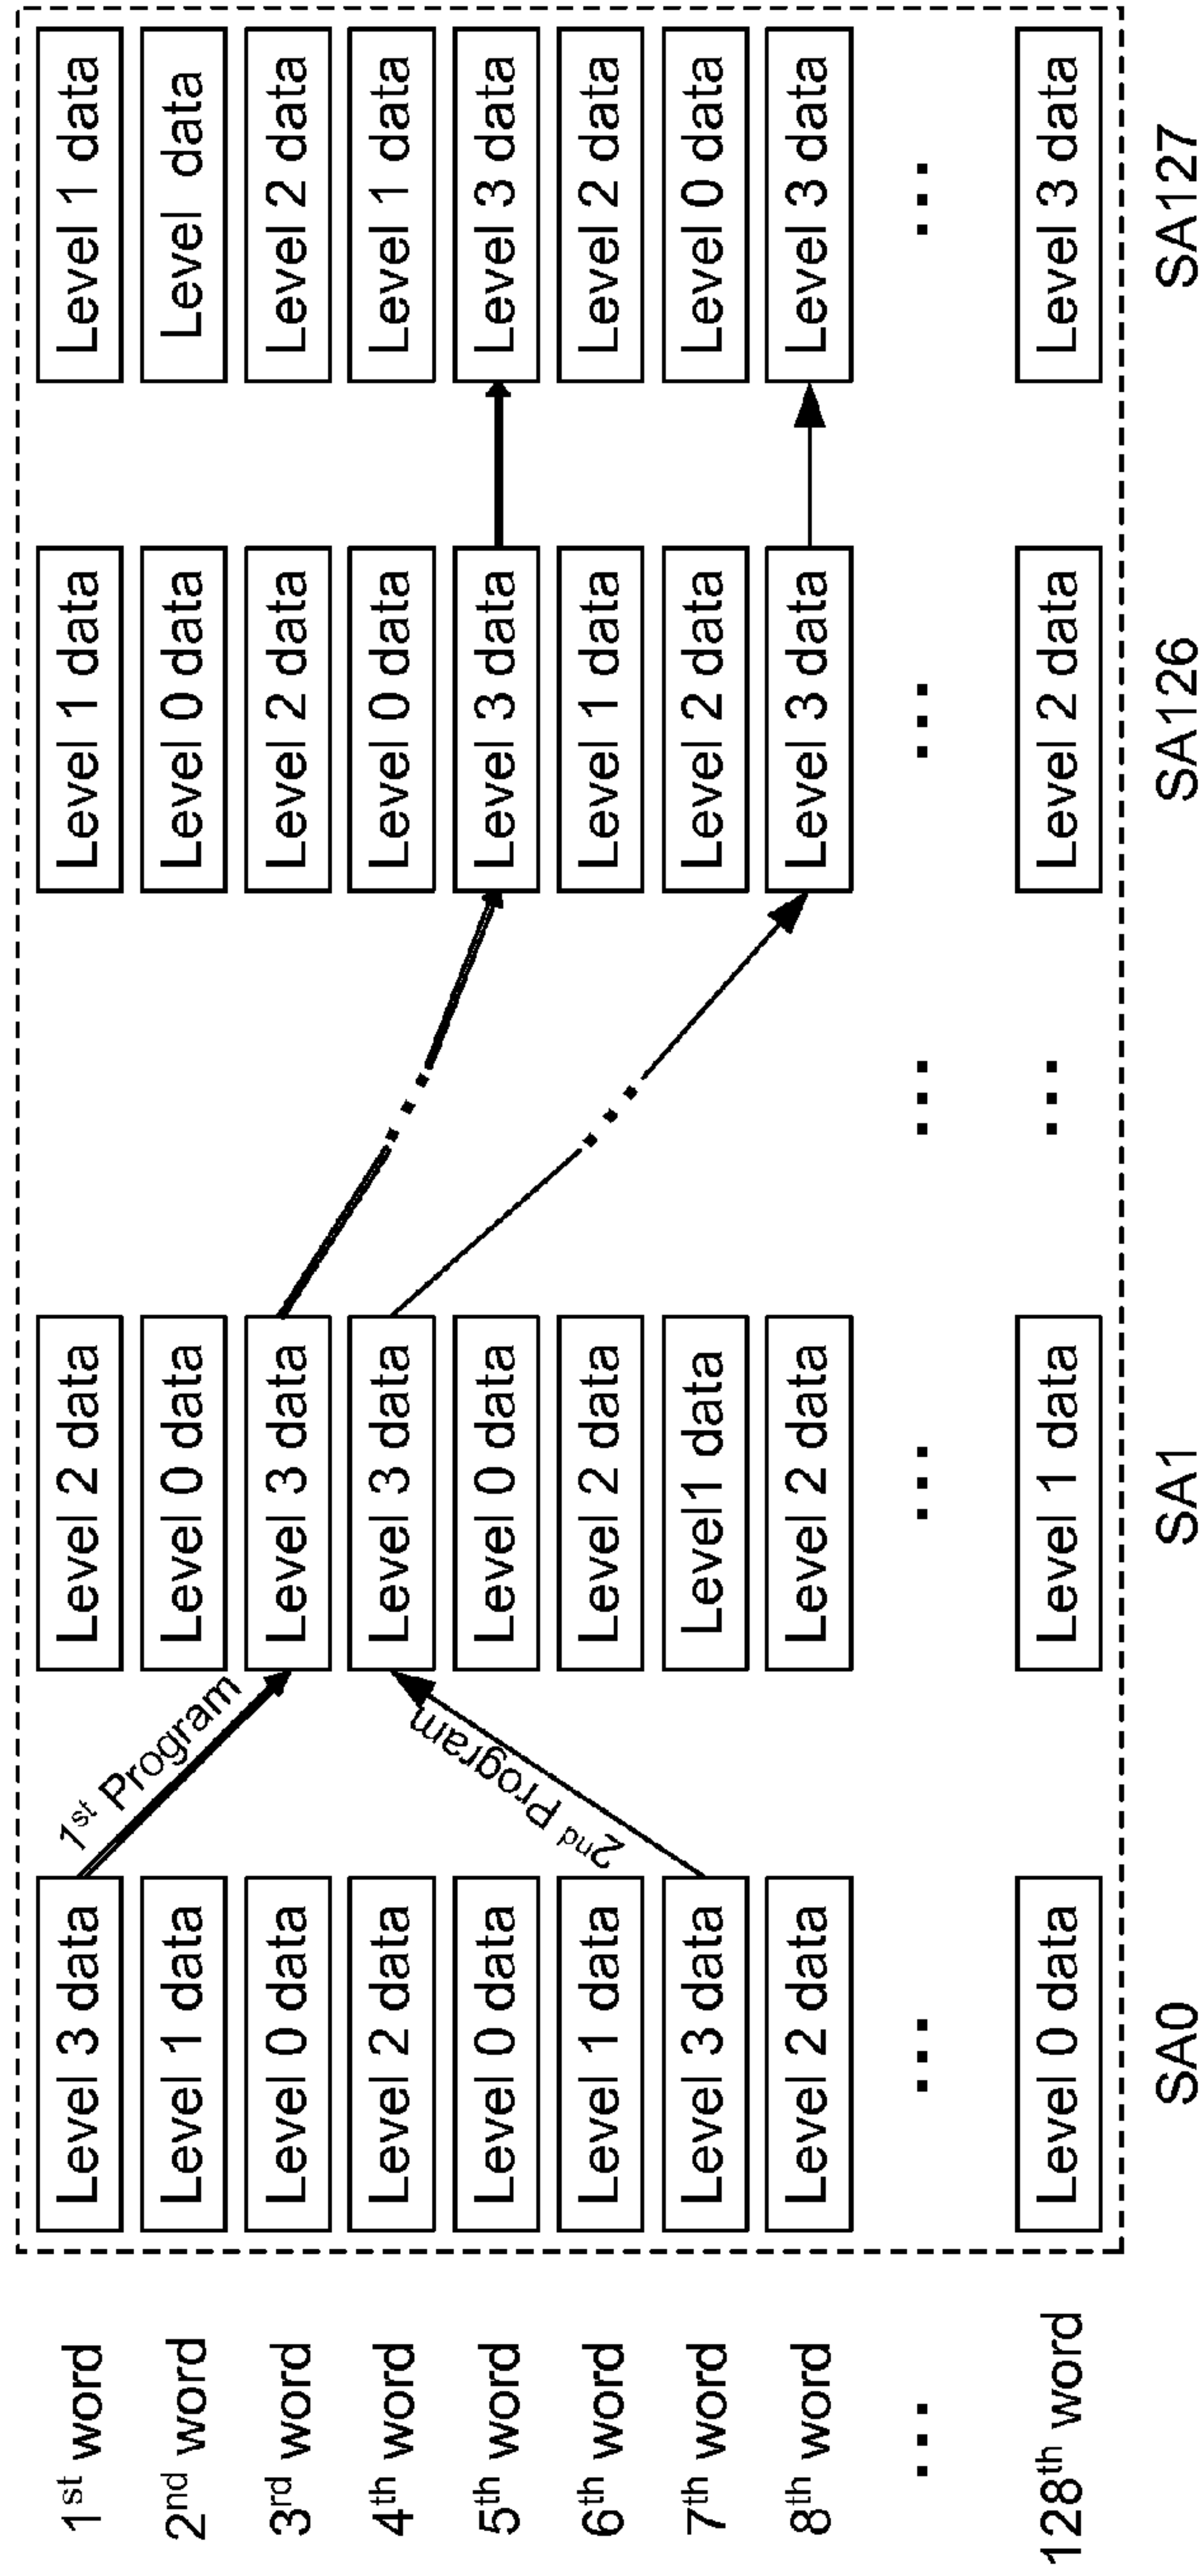 1st word Level 3 data Level 2 data Level 1 data Level 1 data
1st Program
2nd word Level 1 data Level 0 data Level 0 data Level data
3rd word Level 0 data Level 3 data Level 2 data Level 2 data
4th word Level 2 data Level 3 data Level 0 data Level 1 data
2nd Program
5th word Level 0 data Level 0 data Level 3 data Level 3 data
6th word Level 1 data Level 2 data Level 1 data Level 2 data
7th word Level 3 data Level1 data Level 2 data Level 0 data
8th word Level 2 data Level 2 data Level 3 data Level 3 data
... ... ... ... ... ...
128th word Level 0 data Level 1 data ... Level 2 data Level 3 data
SA0 SA1 SA126 SA127